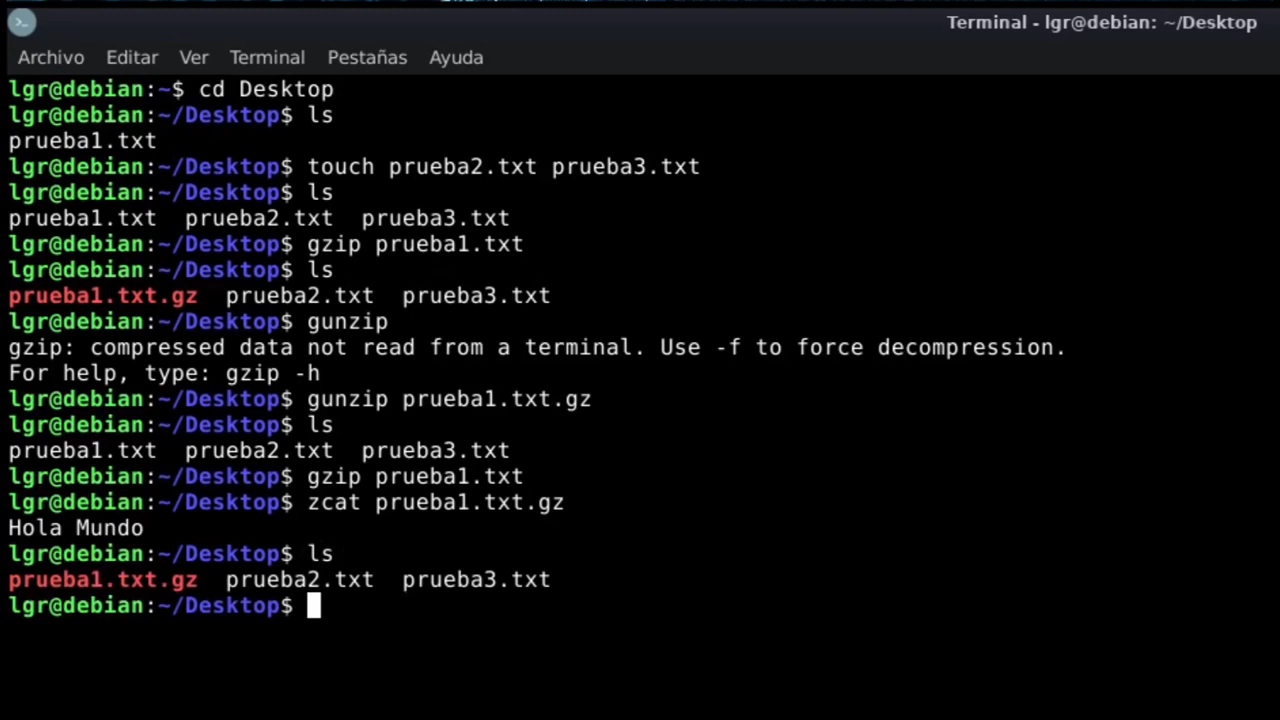 Terminal - lgr@debian: ~/Desktop
Archivo Editar Ver Terminal Pestañas Ayuda
lgr@debian:~$ cd Desktop
lgr@debian:~/Desktop$ ls
prueba1.txt
lgr@debian:~/Desktop$ touch prueba2.txt prueba3.txt
lgr@debian:~/Desktop$ ls
prueba1.txt  prueba2.txt  prueba3.txt
lgr@debian:~/Desktop$ gzip prueba1.txt
lgr@debian:~/Desktop$ ls
prueba1.txt.gz  prueba2.txt  prueba3.txt
lgr@debian:~/Desktop$ gunzip
gzip: compressed data not read from a terminal. Use -f to force decompression.
For help, type: gzip -h
lgr@debian:~/Desktop$ gunzip prueba1.txt.gz
lgr@debian:~/Desktop$ ls
prueba1.txt  prueba2.txt  prueba3.txt
lgr@debian:~/Desktop$ gzip prueba1.txt
lgr@debian:~/Desktop$ zcat prueba1.txt.gz
Hola Mundo
lgr@debian:~/Desktop$ ls
prueba1.txt.gz  prueba2.txt  prueba3.txt
lgr@debian:~/Desktop$